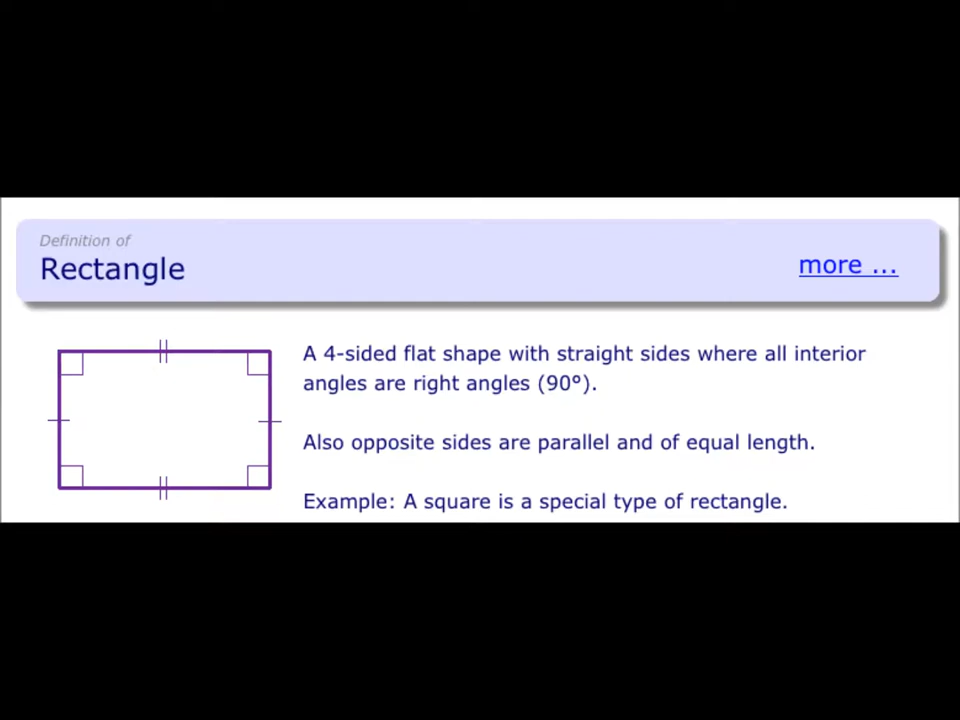 Definition of
Rectangle
more ...
A 4-sided flat shape with straight sides where all interior
angles are right angles (90°).
Also opposite sides are parallel and of equal length.
Example: A square is a special type of rectangle.